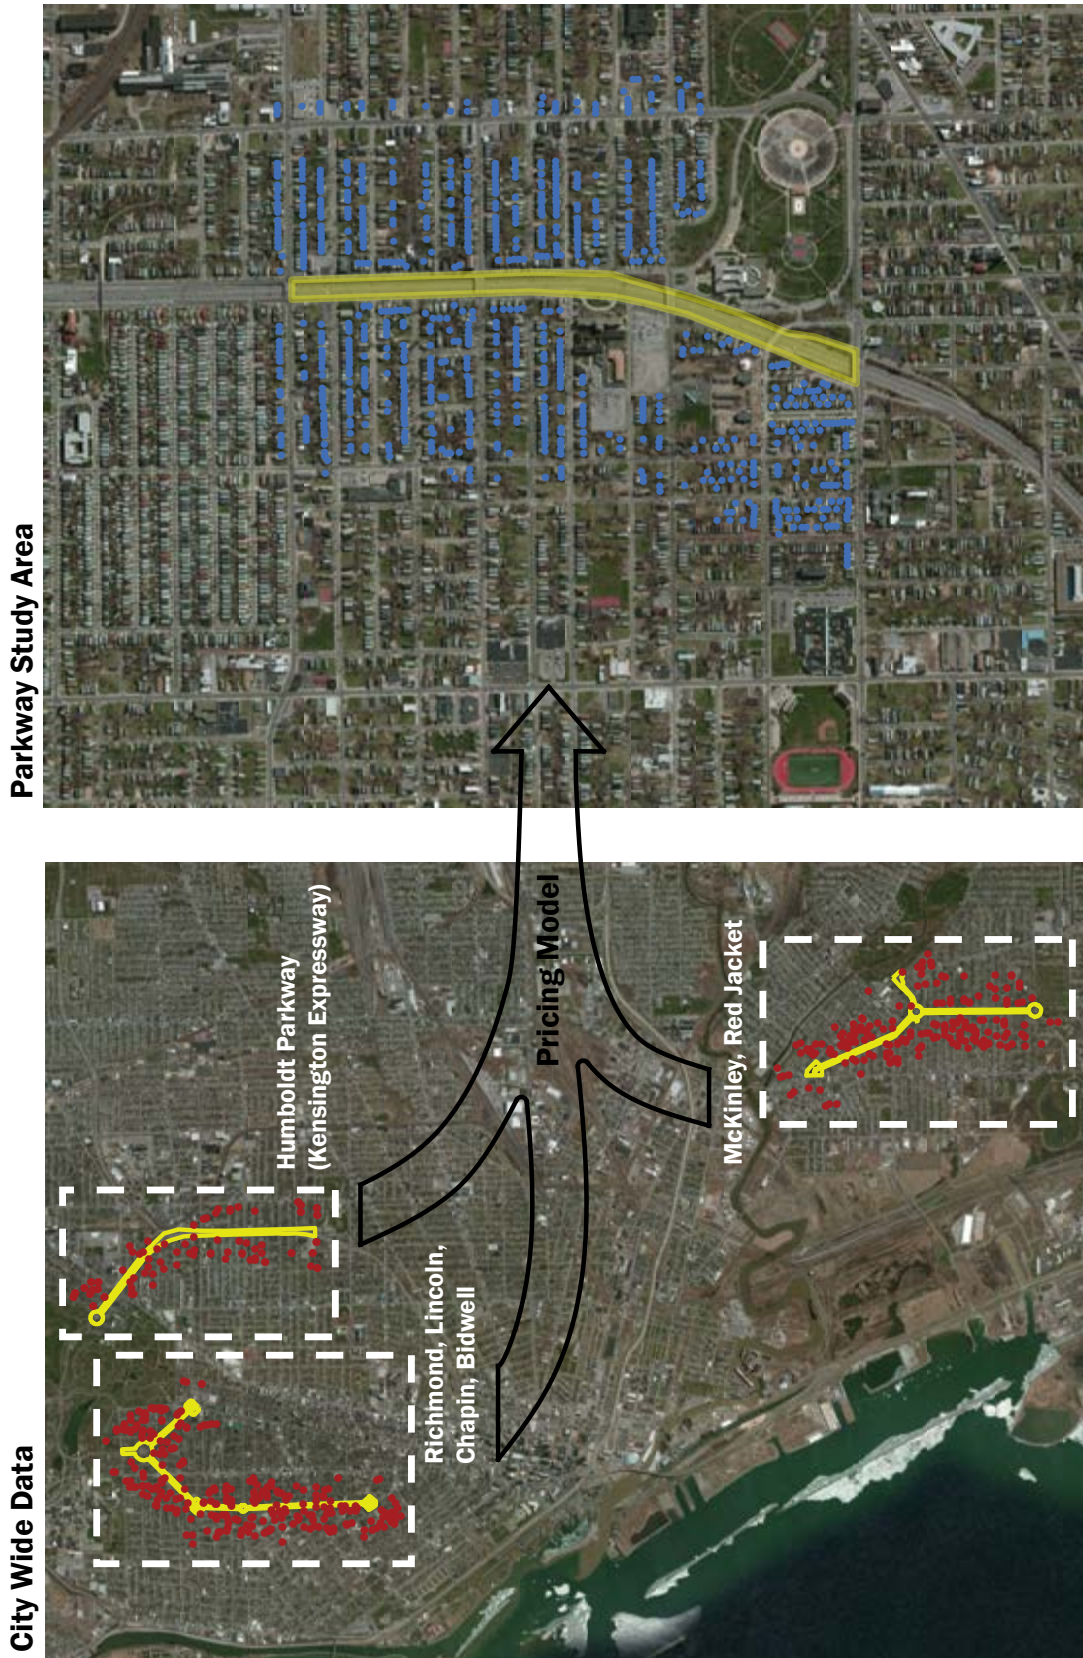 City Wide Data
Parkway Study Area
Humboldt Parkway
(Kensington Expressway)
Richmond, Lincoln,
Chapin, Bidwell
Pricing Model
McKinley, Red Jacket